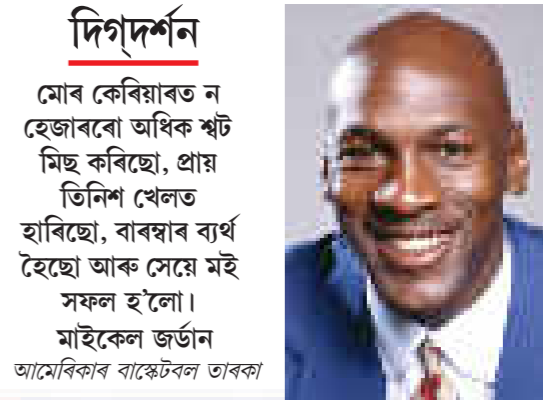 দিগ্‌দৰ্শন
মোৰ কেৰিয়াৰত ন
হেজাৰৰো অধিক শ্বট
মিছ কৰিছো, প্ৰায়
তিনিশ খেলত
হাৰিছো, বাৰম্বাৰ ব্যৰ্থ
হৈছো আৰু সেয়ে মই
সফল হ’লো।
মাইকেল জৰ্ডান
আমেৰিকাৰ বাস্কেটবল তাৰকা